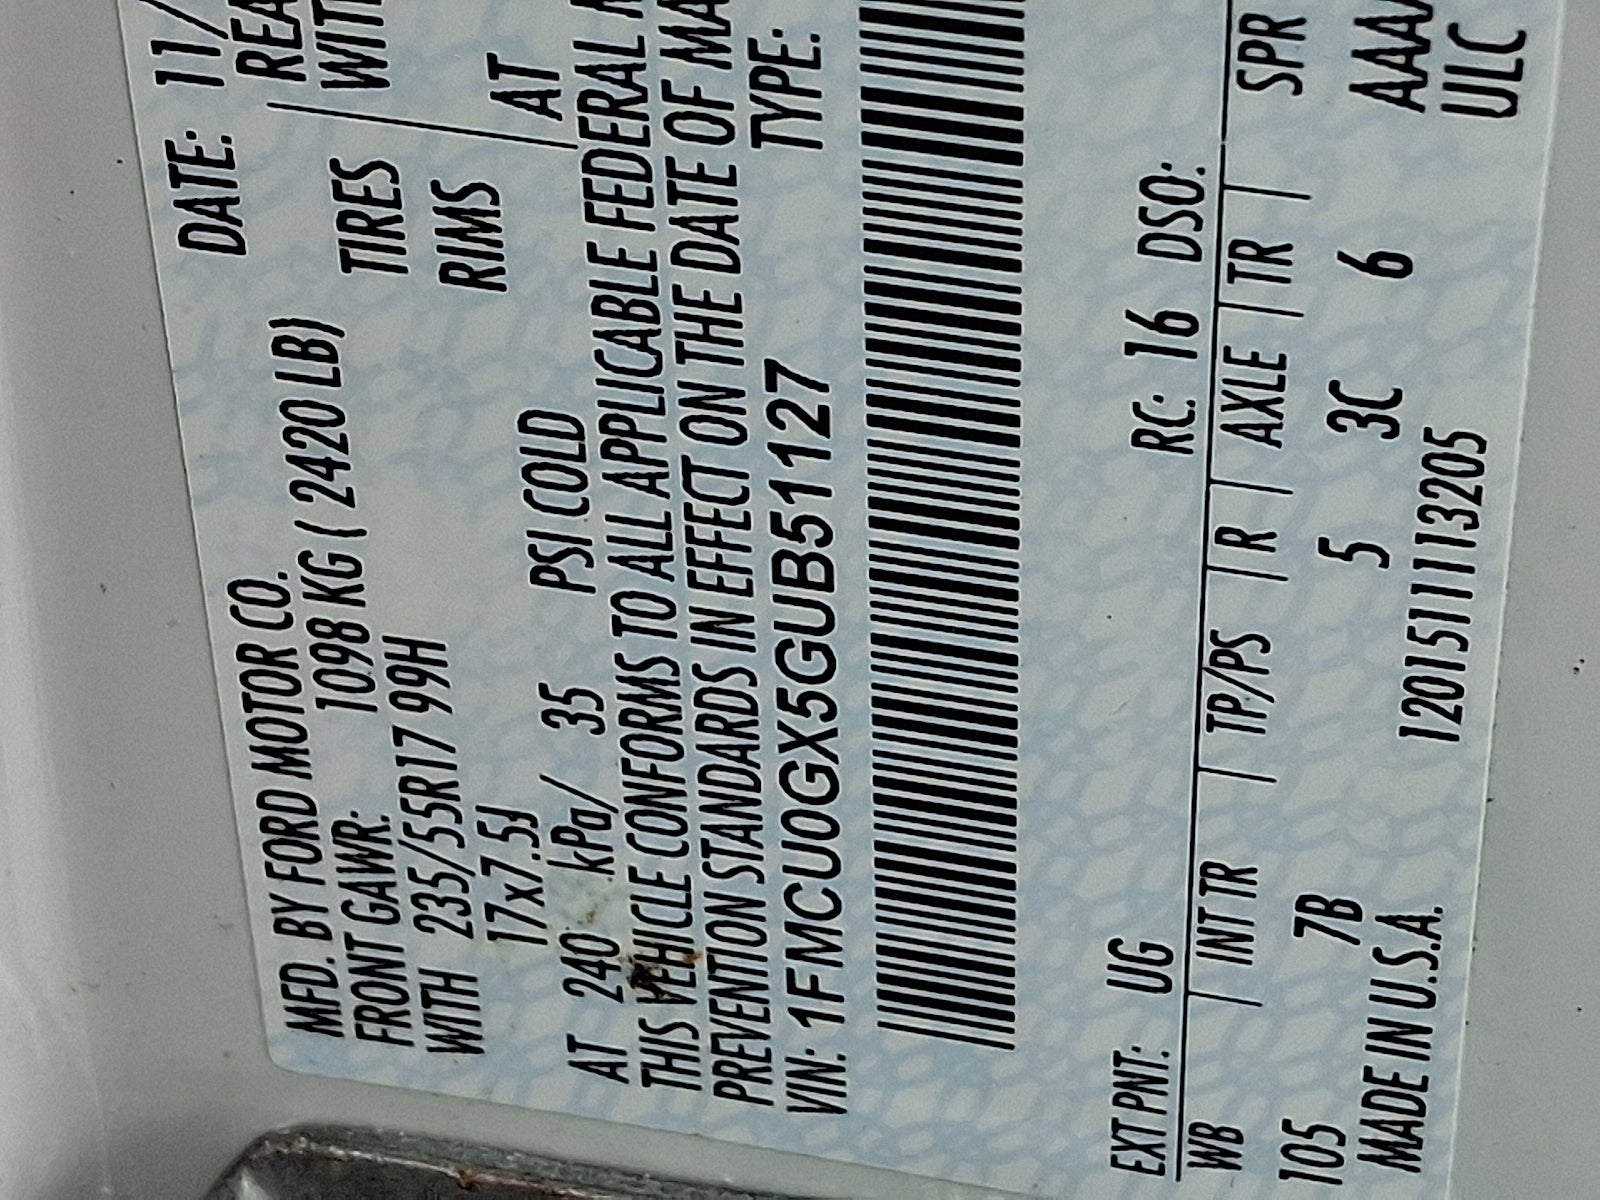 MFD. BY FORD MOTOR CO.
DATE: 11/
FRONT GAWR: 1098 KG ( 2420 LB)
WITH 235/55R17 99H TIRES
17x7.5J RIMS
AT 240 kPa/ 35 PSI COLD AT
THIS VEHICLE CONFORMS TO ALL APPLICABLE FEDERAL
PREVENTION STANDARDS IN EFFECT ON THE DATE OF
VIN: 1FMCU0GX5GUB51127 TYPE:
EXT PNT: UG RC: 16 DSO:
WB | INT TR | TP/PS | R | AXLE | TR | SPR
105 7B 5 3C 6
MADE IN U.S.A. 1201511113205 ULC